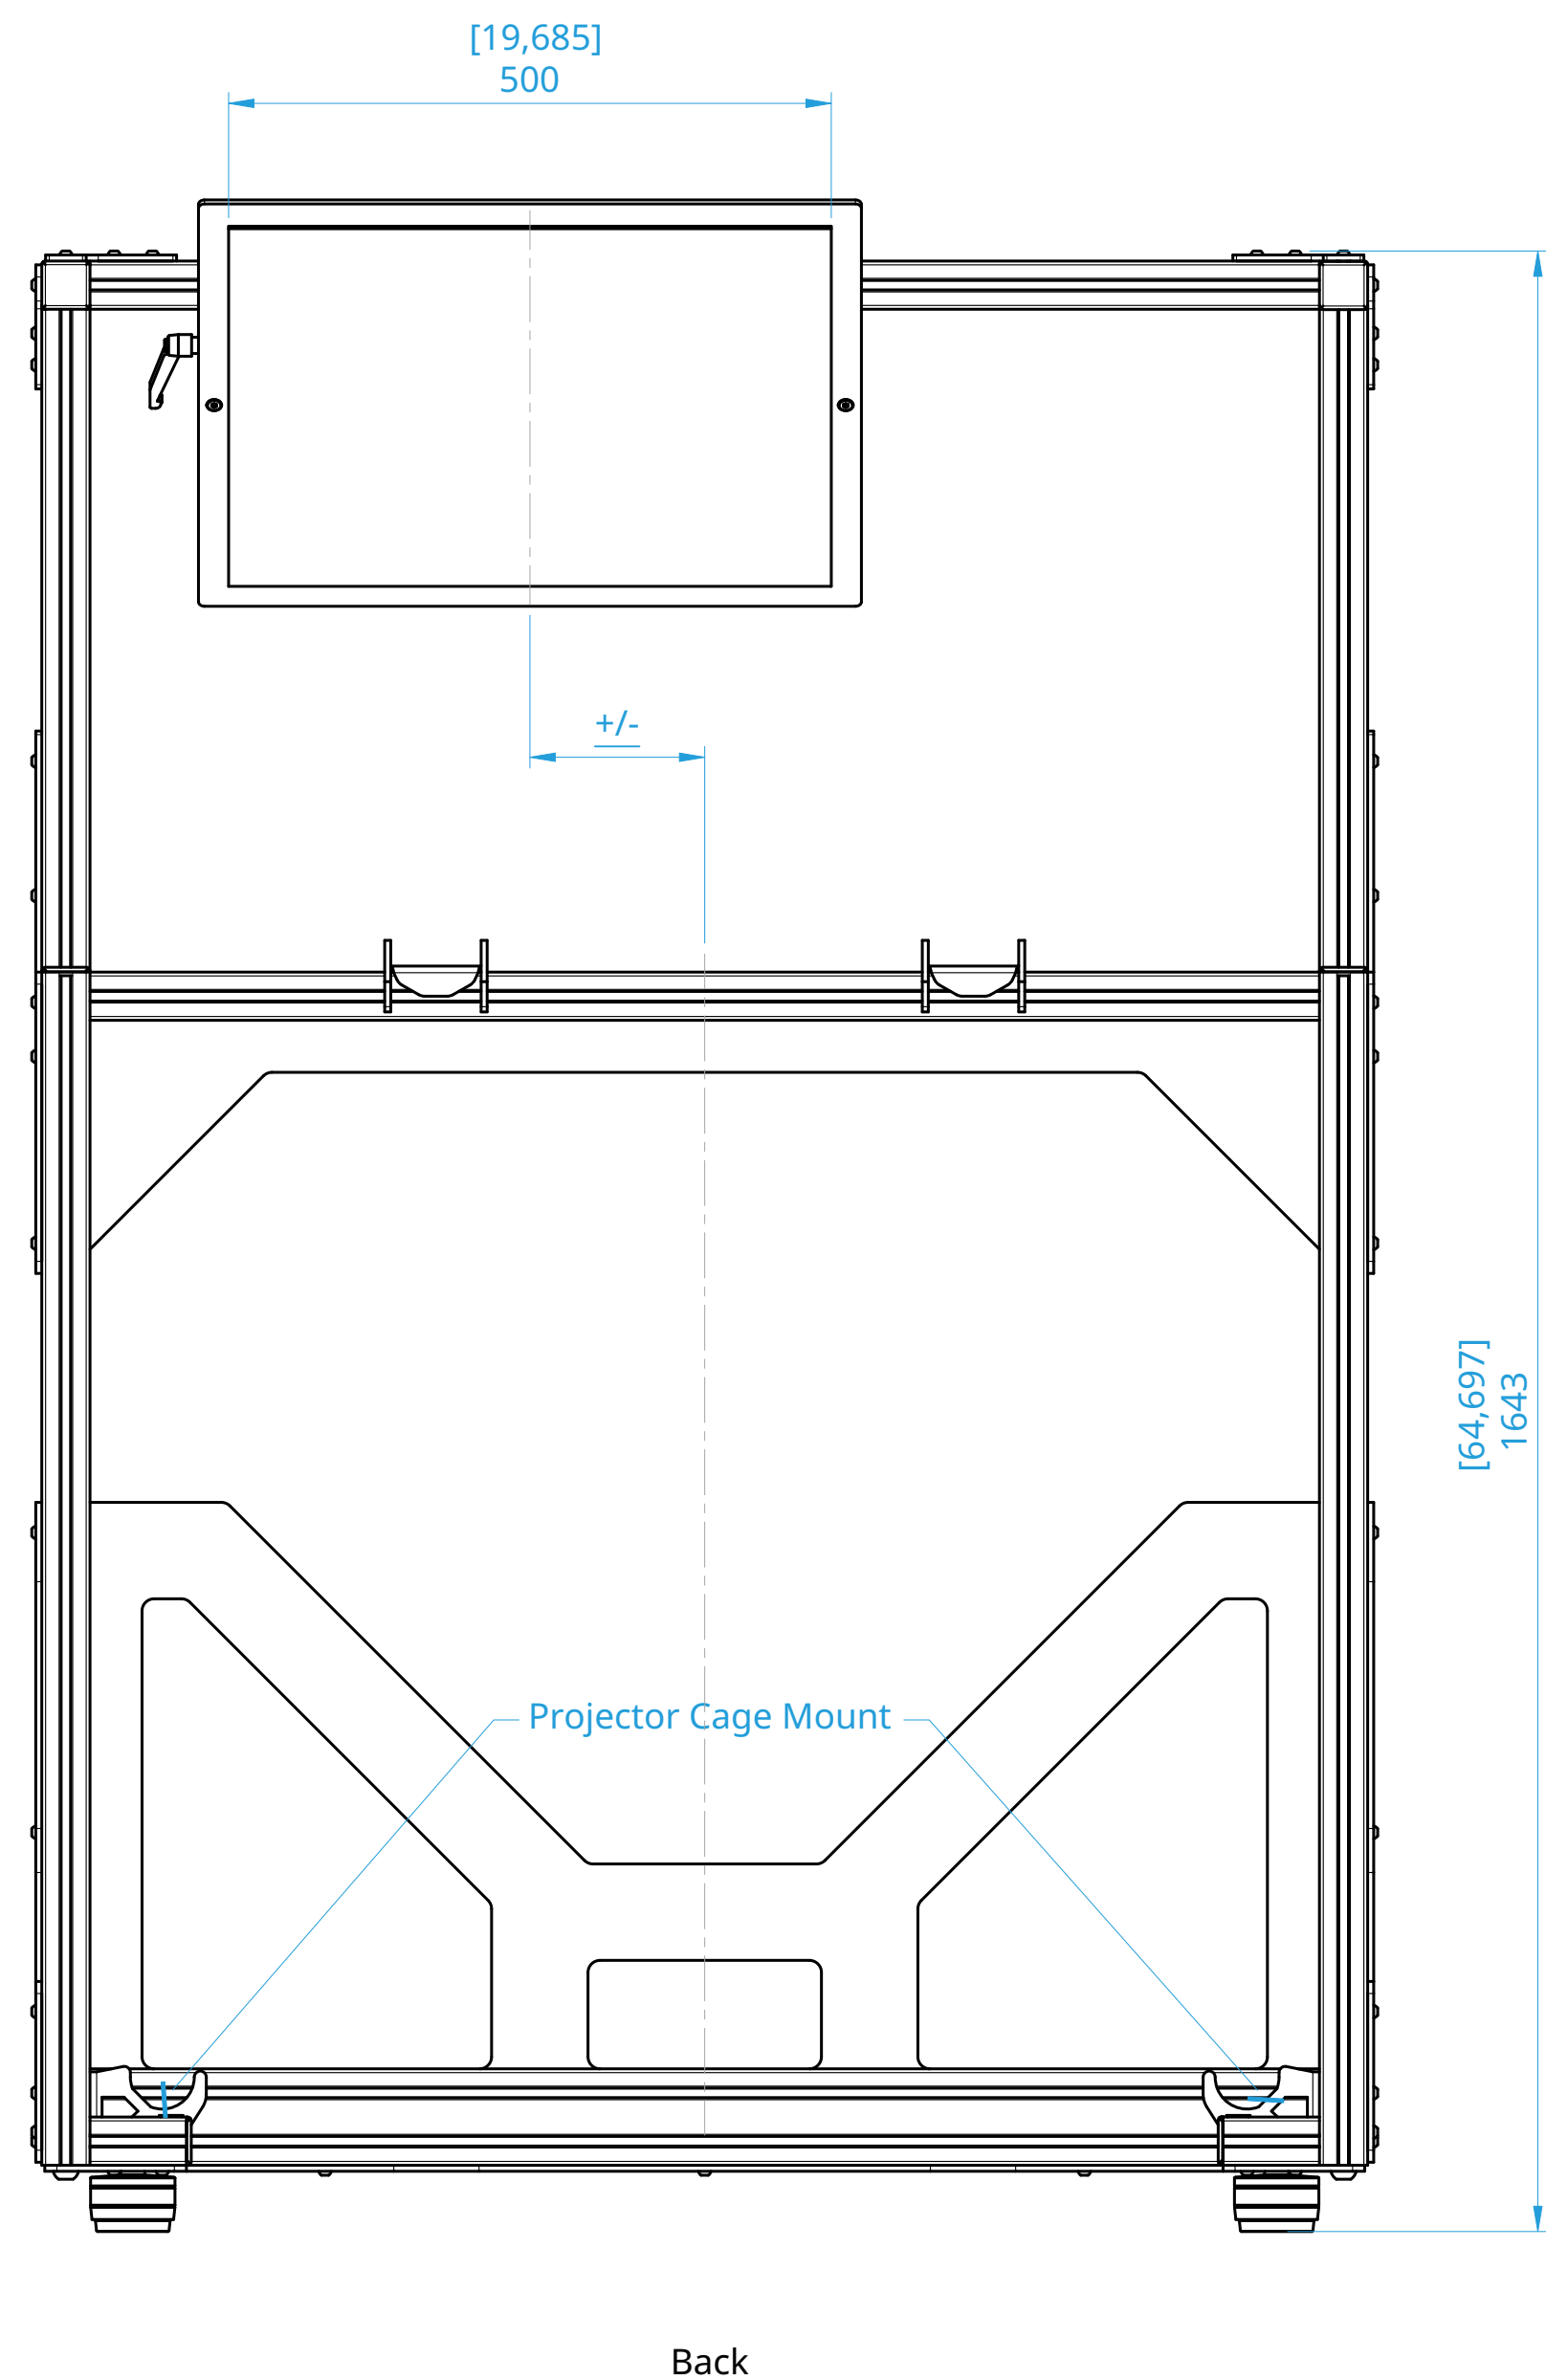 [19,685]
500
+/-
[64,697]
1643
Projector Cage Mount
Back